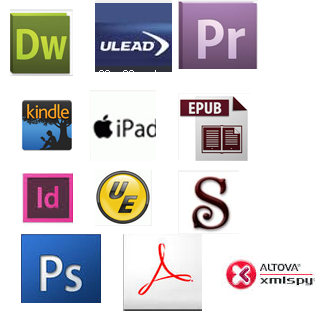 Dw
ULEAD
Pr
kindle
iPad
EPUB
Id
UE
S
Ps
ALTOVA®
xmlspy